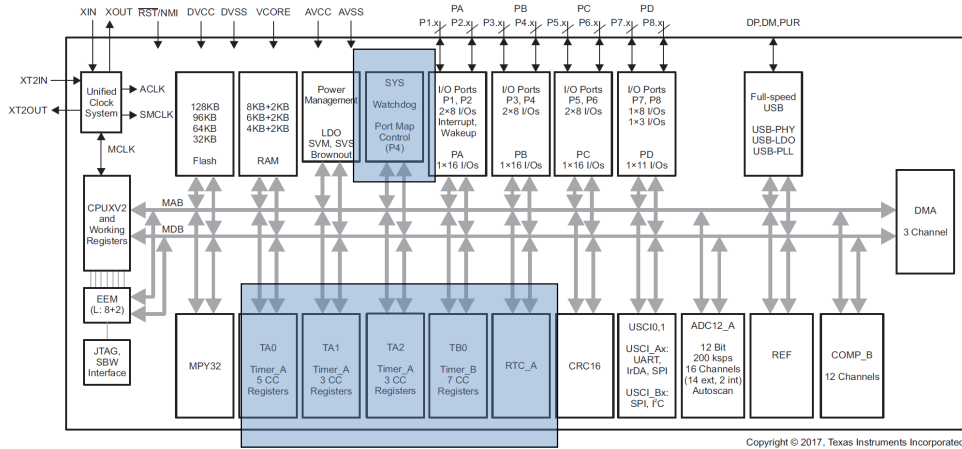 XIN XOUT RST/NMI DVCC DVSS VCORE AVCC AVSS PA PB PC PD DP,DM,PUR
P1.x P2.x P3.x P4.x P5.x P6.x P7.x P8.x
XT2IN
XT2OUT
Unified
Clock
System
ACLK
SMCLK
MCLK
128KB
96KB
64KB
32KB
Flash
8KB+2KB
6KB+2KB
4KB+2KB
RAM
Power
Management
LDO
SVM, SVS
Brownout
SYS
Watchdog
Port Map
Control
(P4)
I/O Ports
P1, P2
2×8 I/Os
Interrupt,
Wakeup
PA
1×16 I/Os
I/O Ports
P3, P4
2×8 I/Os
PB
1×16 I/Os
I/O Ports
P5, P6
2×8 I/Os
PC
1×16 I/Os
I/O Ports
P7, P8
1×8 I/Os
1×3 I/Os
PD
1×11 I/Os
Full-speed
USB
USB-PHY
USB-LDO
USB-PLL
CPUXV2
and
Working
Registers
MAB
MDB
DMA
3 Channel
EEM
(L: 8+2)
JTAG,
SBW
Interface
MPY32
TA0
Timer_A
5 CC
Registers
TA1
Timer_A
3 CC
Registers
TA2
Timer_A
3 CC
Registers
TB0
Timer_B
7 CC
Registers
RTC_A
CRC16
USCI0,1
USCI_Ax:
UART,
IrDA, SPI
USCI_Bx:
SPI, I²C
ADC12_A
12 Bit
200 ksps
16 Channels
(14 ext, 2 int)
Autoscan
REF
COMP_B
12 Channels
Copyright © 2017, Texas Instruments Incorporated